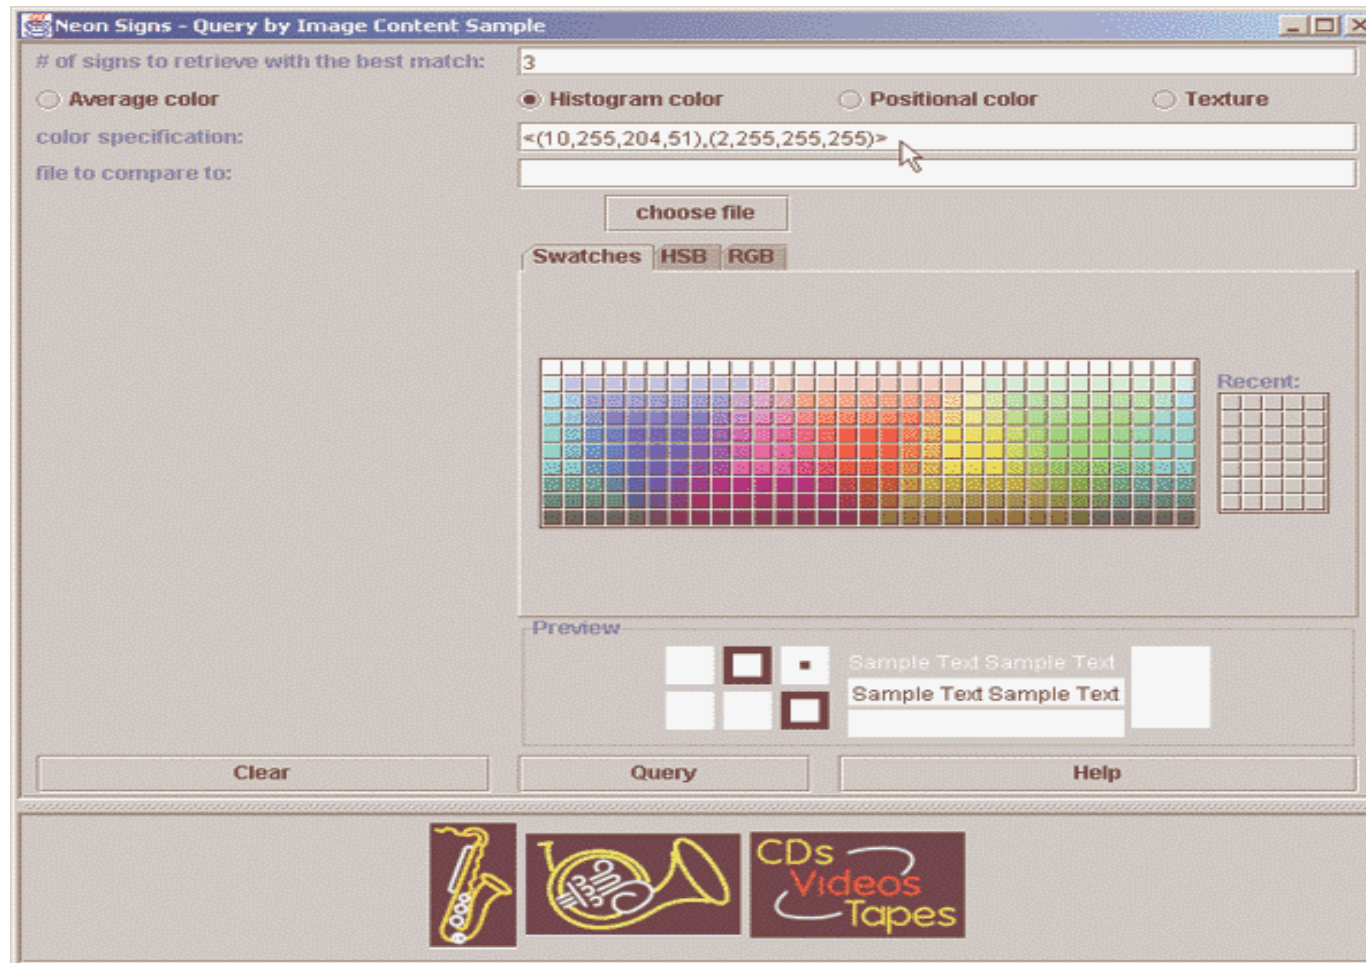 Neon Signs - Query by Image Content Sample
# of signs to retrieve with the best match: 3
Average color Histogram color Positional color Texture
color specification: <(10,255,204,51),(2,255,255,255)>
file to compare to:
choose file
Swatches HSB RGB
Recent:
Preview
Sample Text Sample Text
Sample Text Sample Text
Clear Query Help
CDs
Videos
Tapes